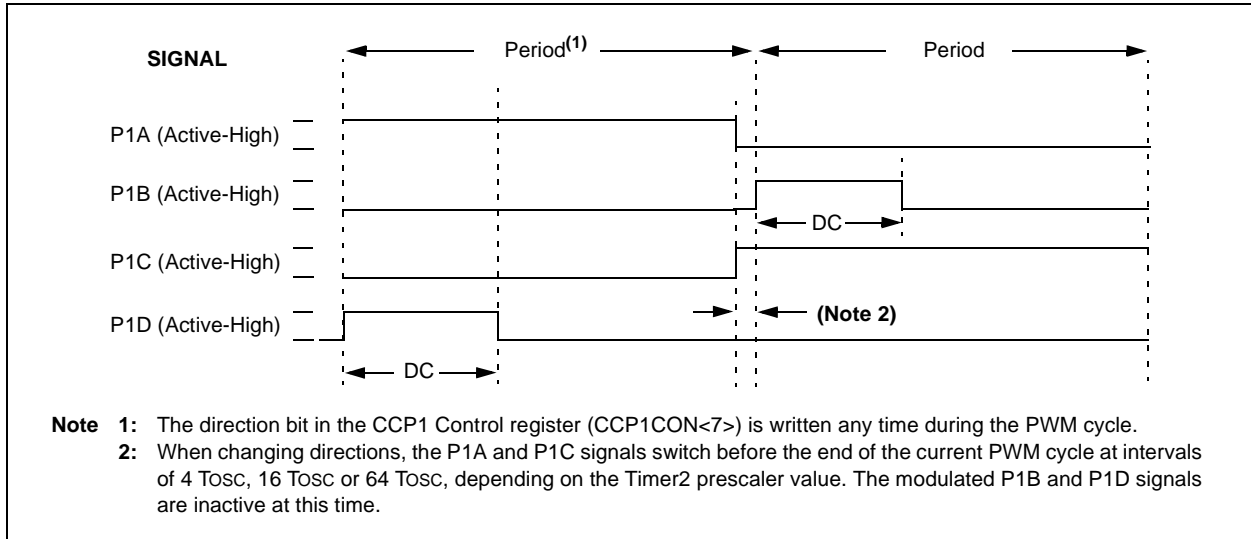 SIGNAL
Period(1)
Period
P1A (Active-High)
P1B (Active-High)
DC
P1C (Active-High)
P1D (Active-High)
(Note 2)
DC
Note 1: The direction bit in the CCP1 Control register (CCP1CON<7>) is written any time during the PWM cycle.
2: When changing directions, the P1A and P1C signals switch before the end of the current PWM cycle at intervals
of 4 TOSC, 16 TOSC or 64 TOSC, depending on the Timer2 prescaler value. The modulated P1B and P1D signals
are inactive at this time.